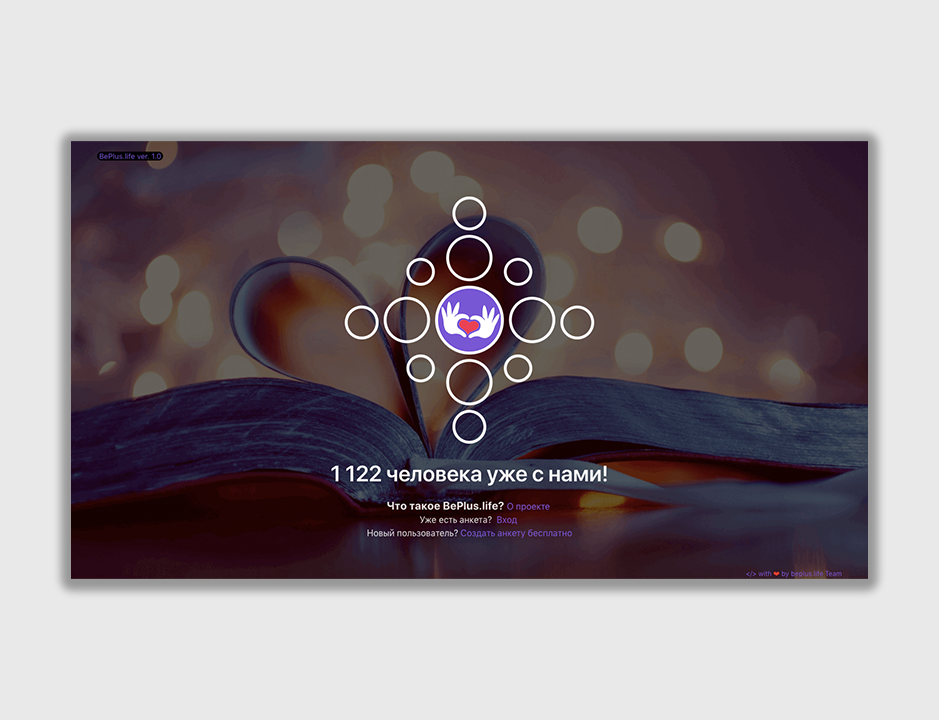 BePlus.life ver. 1.0
1 122 человека уже с нами!
Что такое BePlus.life? О проекте
Уже есть анкета? Вход
Новый пользователь? Создать анкету бесплатно
</> with ❤ by beplus.life Team